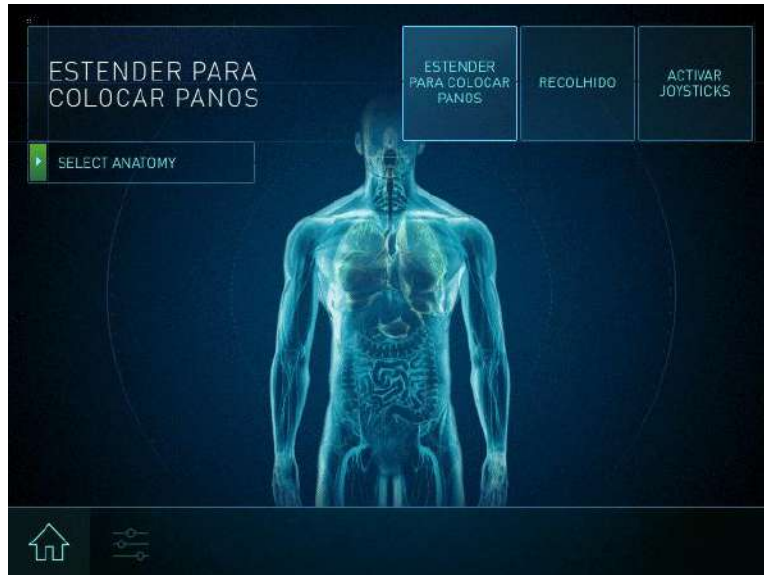 ESTENDER PARA
COLOCAR PANOS
ESTENDER
PARA COLOCAR
PANOS
RECOLHIDO
ACTIVAR
JOYSTICKS
SELECT ANATOMY